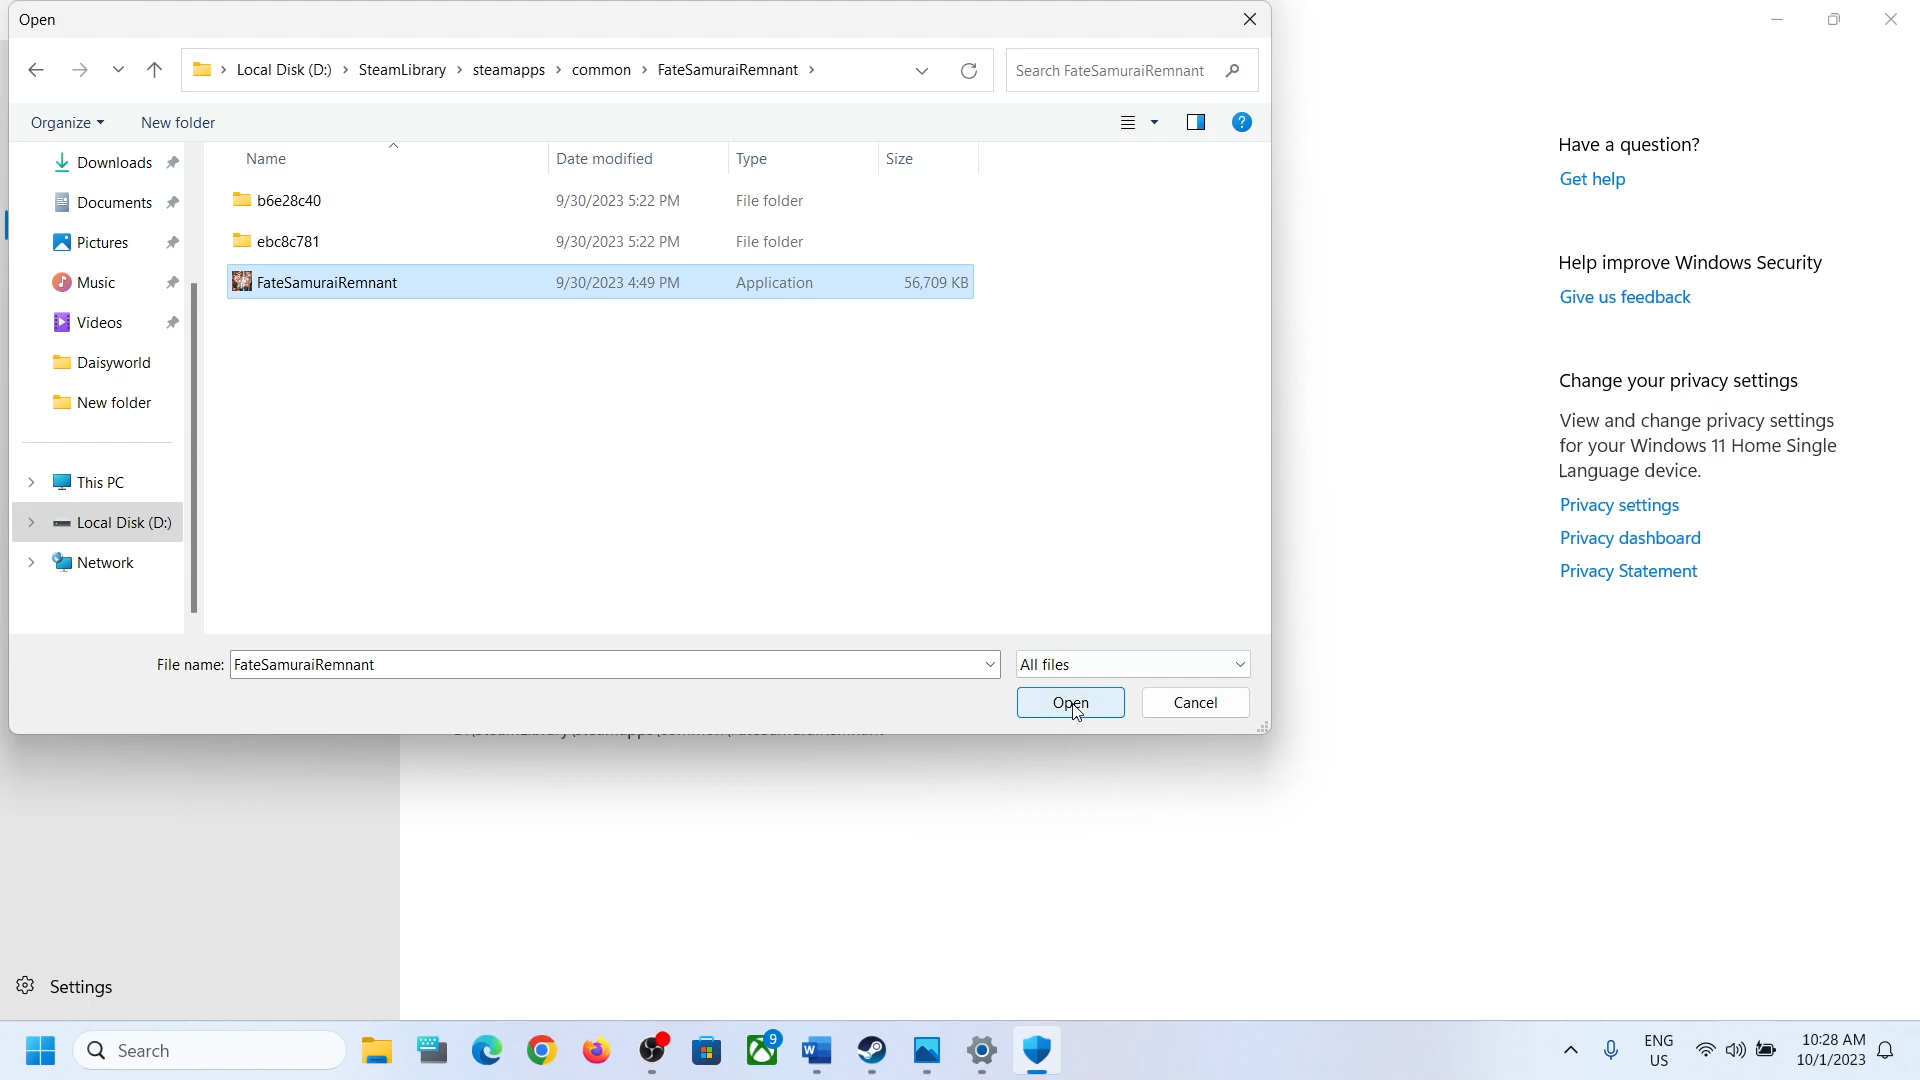 Open
Local Disk (D:) > SteamLibrary > steamapps > common > FateSamuraiRemnant >
Search FateSamuraiRemnant
Organize
New folder
Name
Date modified
Type
Size
Downloads
Documents
Pictures
Music
Videos
Daisyworld
New folder
This PC
Local Disk (D:)
Network
b6e28c40 9/30/2023 5:22 PM File folder
ebc8c781 9/30/2023 5:22 PM File folder
FateSamuraiRemnant 9/30/2023 4:49 PM Application 56,709 KB
File name: FateSamuraiRemnant
All files
Open
Cancel
Have a question?
Get help
Help improve Windows Security
Give us feedback
Change your privacy settings
View and change privacy settings
for your Windows 11 Home Single
Language device.
Privacy settings
Privacy dashboard
Privacy Statement
Settings
Search
9
ENG
US
10:28 AM
10/1/2023